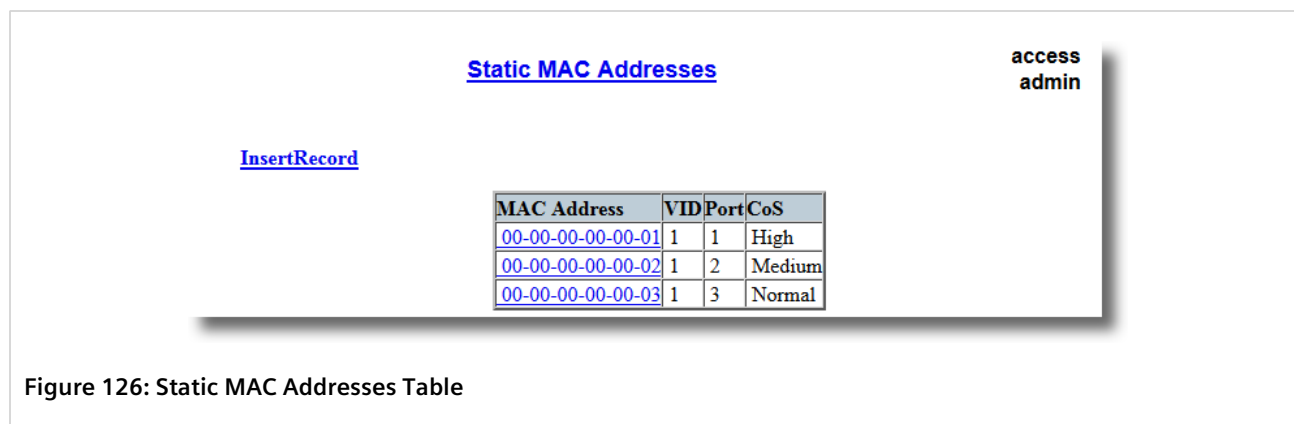 Static MAC Addresses
access
admin
InsertRecord
MAC Address VID Port CoS
00-00-00-00-00-01 1 1 High
00-00-00-00-00-02 1 2 Medium
00-00-00-00-00-03 1 3 Normal
Figure 126: Static MAC Addresses Table